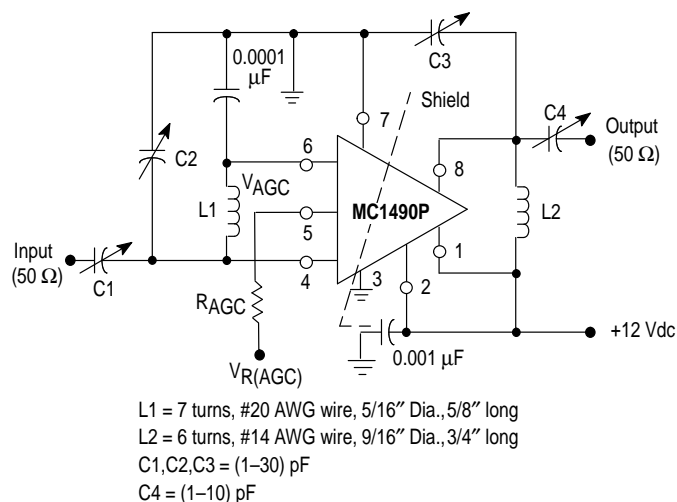 0.0001
μF
C3
Shield
C4
Output
(50 Ω)
7
6
8
C2
VAGC
L1
MC1490P
L2
5
Input
(50 Ω)
C1
4
3
2
1
RAGC
+12 Vdc
0.001 μF
VR(AGC)
L1 = 7 turns, #20 AWG wire, 5/16″ Dia., 5/8″ long
L2 = 6 turns, #14 AWG wire, 9/16″ Dia., 3/4″ long
C1,C2,C3 = (1–30) pF
C4 = (1–10) pF